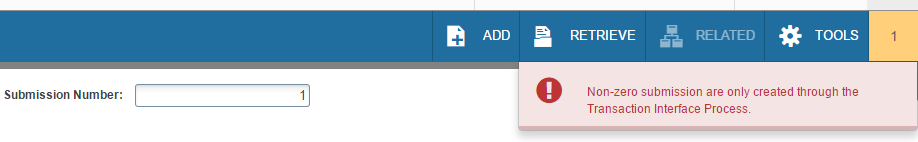 ADD RETRIEVE RELATED TOOLS 1
Submission Number: 1
Non-zero submission are only created through the
Transaction Interface Process.